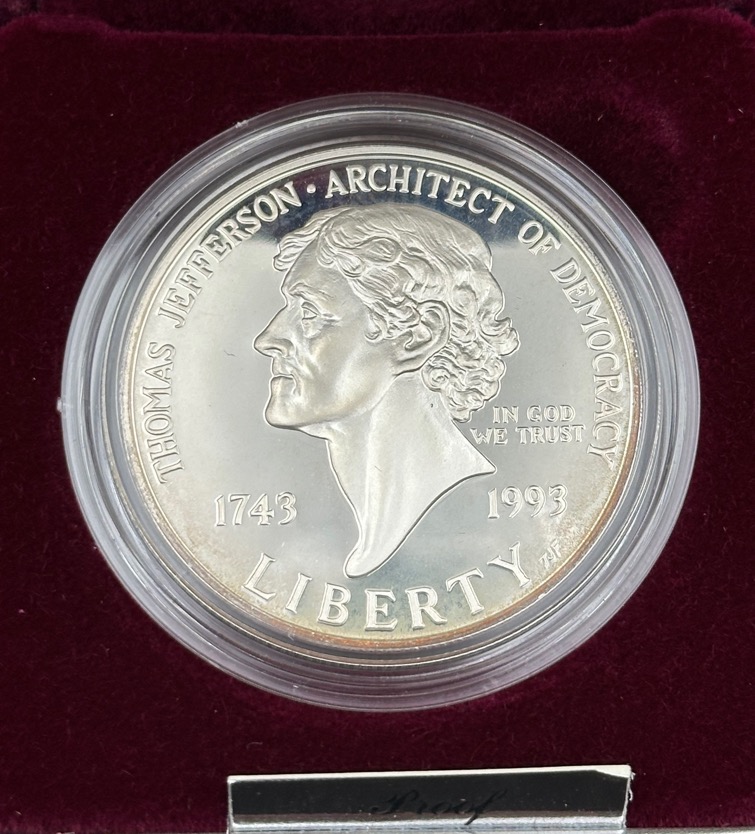 THOMAS JEFFERSON · ARCHITECT OF DEMOCRACY
IN GOD
WE TRUST
1743 1993
LIBERTY
Proof